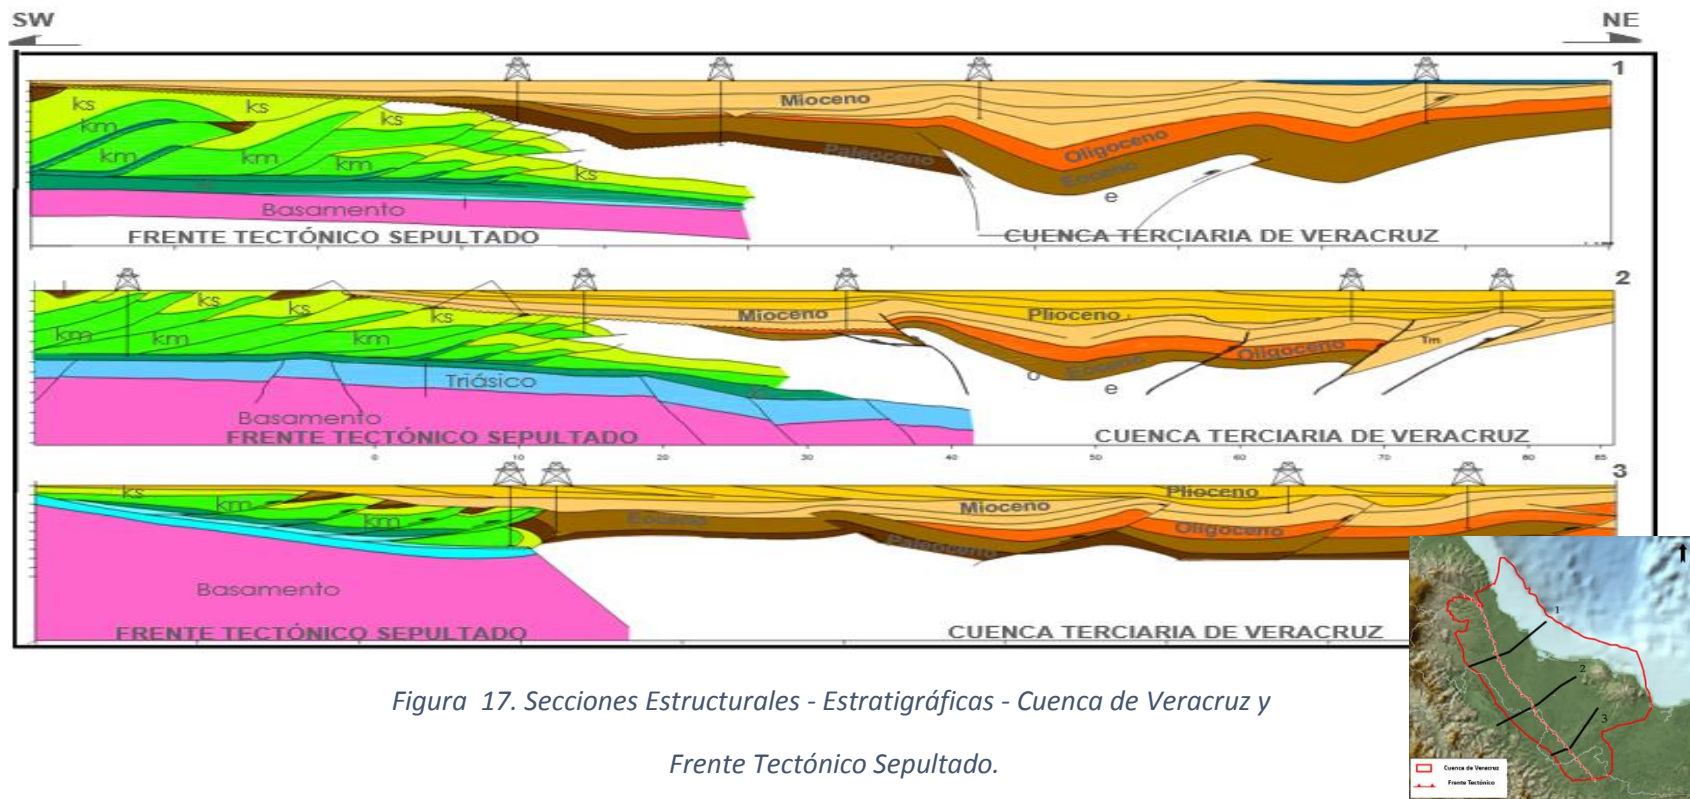 SW
NE
1
ks
ks
ks
km
km
km
km
ks
Mioceno
Paleoceno
Oligoceno
Eoceno
e
Basamento
FRENTE TECTÓNICO SEPULTADO
CUENCA TERCIARIA DE VERACRUZ
2
ks
ks
ks
km
km
km
Mioceno
Plioceno
Tm
Oligoceno
Eoceno
o
e
Triásico
Basamento
FRENTE TECTÓNICO SEPULTADO
CUENCA TERCIARIA DE VERACRUZ
0 10 20 30 40 50 60 70 80 85
3
ks
km
km
Eoceno
Paleoceno
Mioceno
Plioceno
Oligoceno
Basamento
FRENTE TECTÓNICO SEPULTADO
CUENCA TERCIARIA DE VERACRUZ
1
2
3
Cuenca de Veracruz
Frente Tectónico
Figura 17. Secciones Estructurales - Estratigráficas - Cuenca de Veracruz y
Frente Tectónico Sepultado.